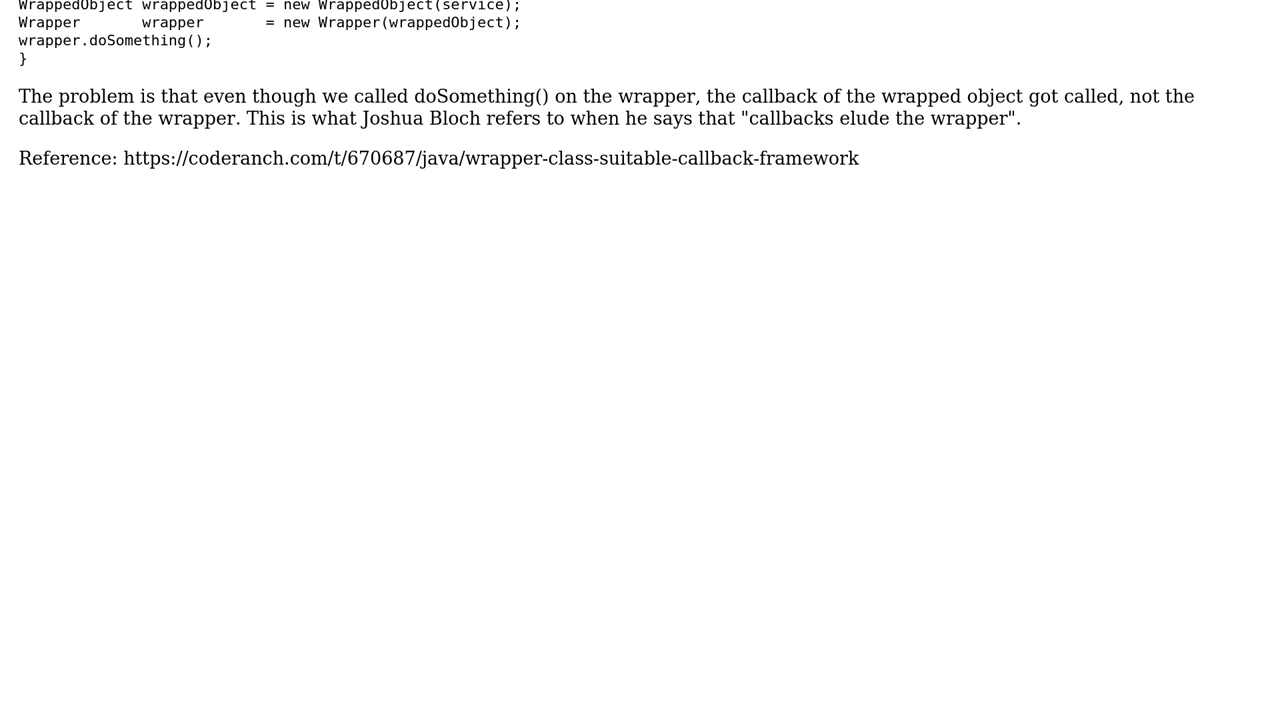 WrappedObject wrappedObject = new WrappedObject(service);
Wrapper       wrapper       = new Wrapper(wrappedObject);
wrapper.doSomething();
}
The problem is that even though we called doSomething() on the wrapper, the callback of the wrapped object got called, not the
callback of the wrapper. This is what Joshua Bloch refers to when he says that "callbacks elude the wrapper".
Reference: https://coderanch.com/t/670687/java/wrapper-class-suitable-callback-framework